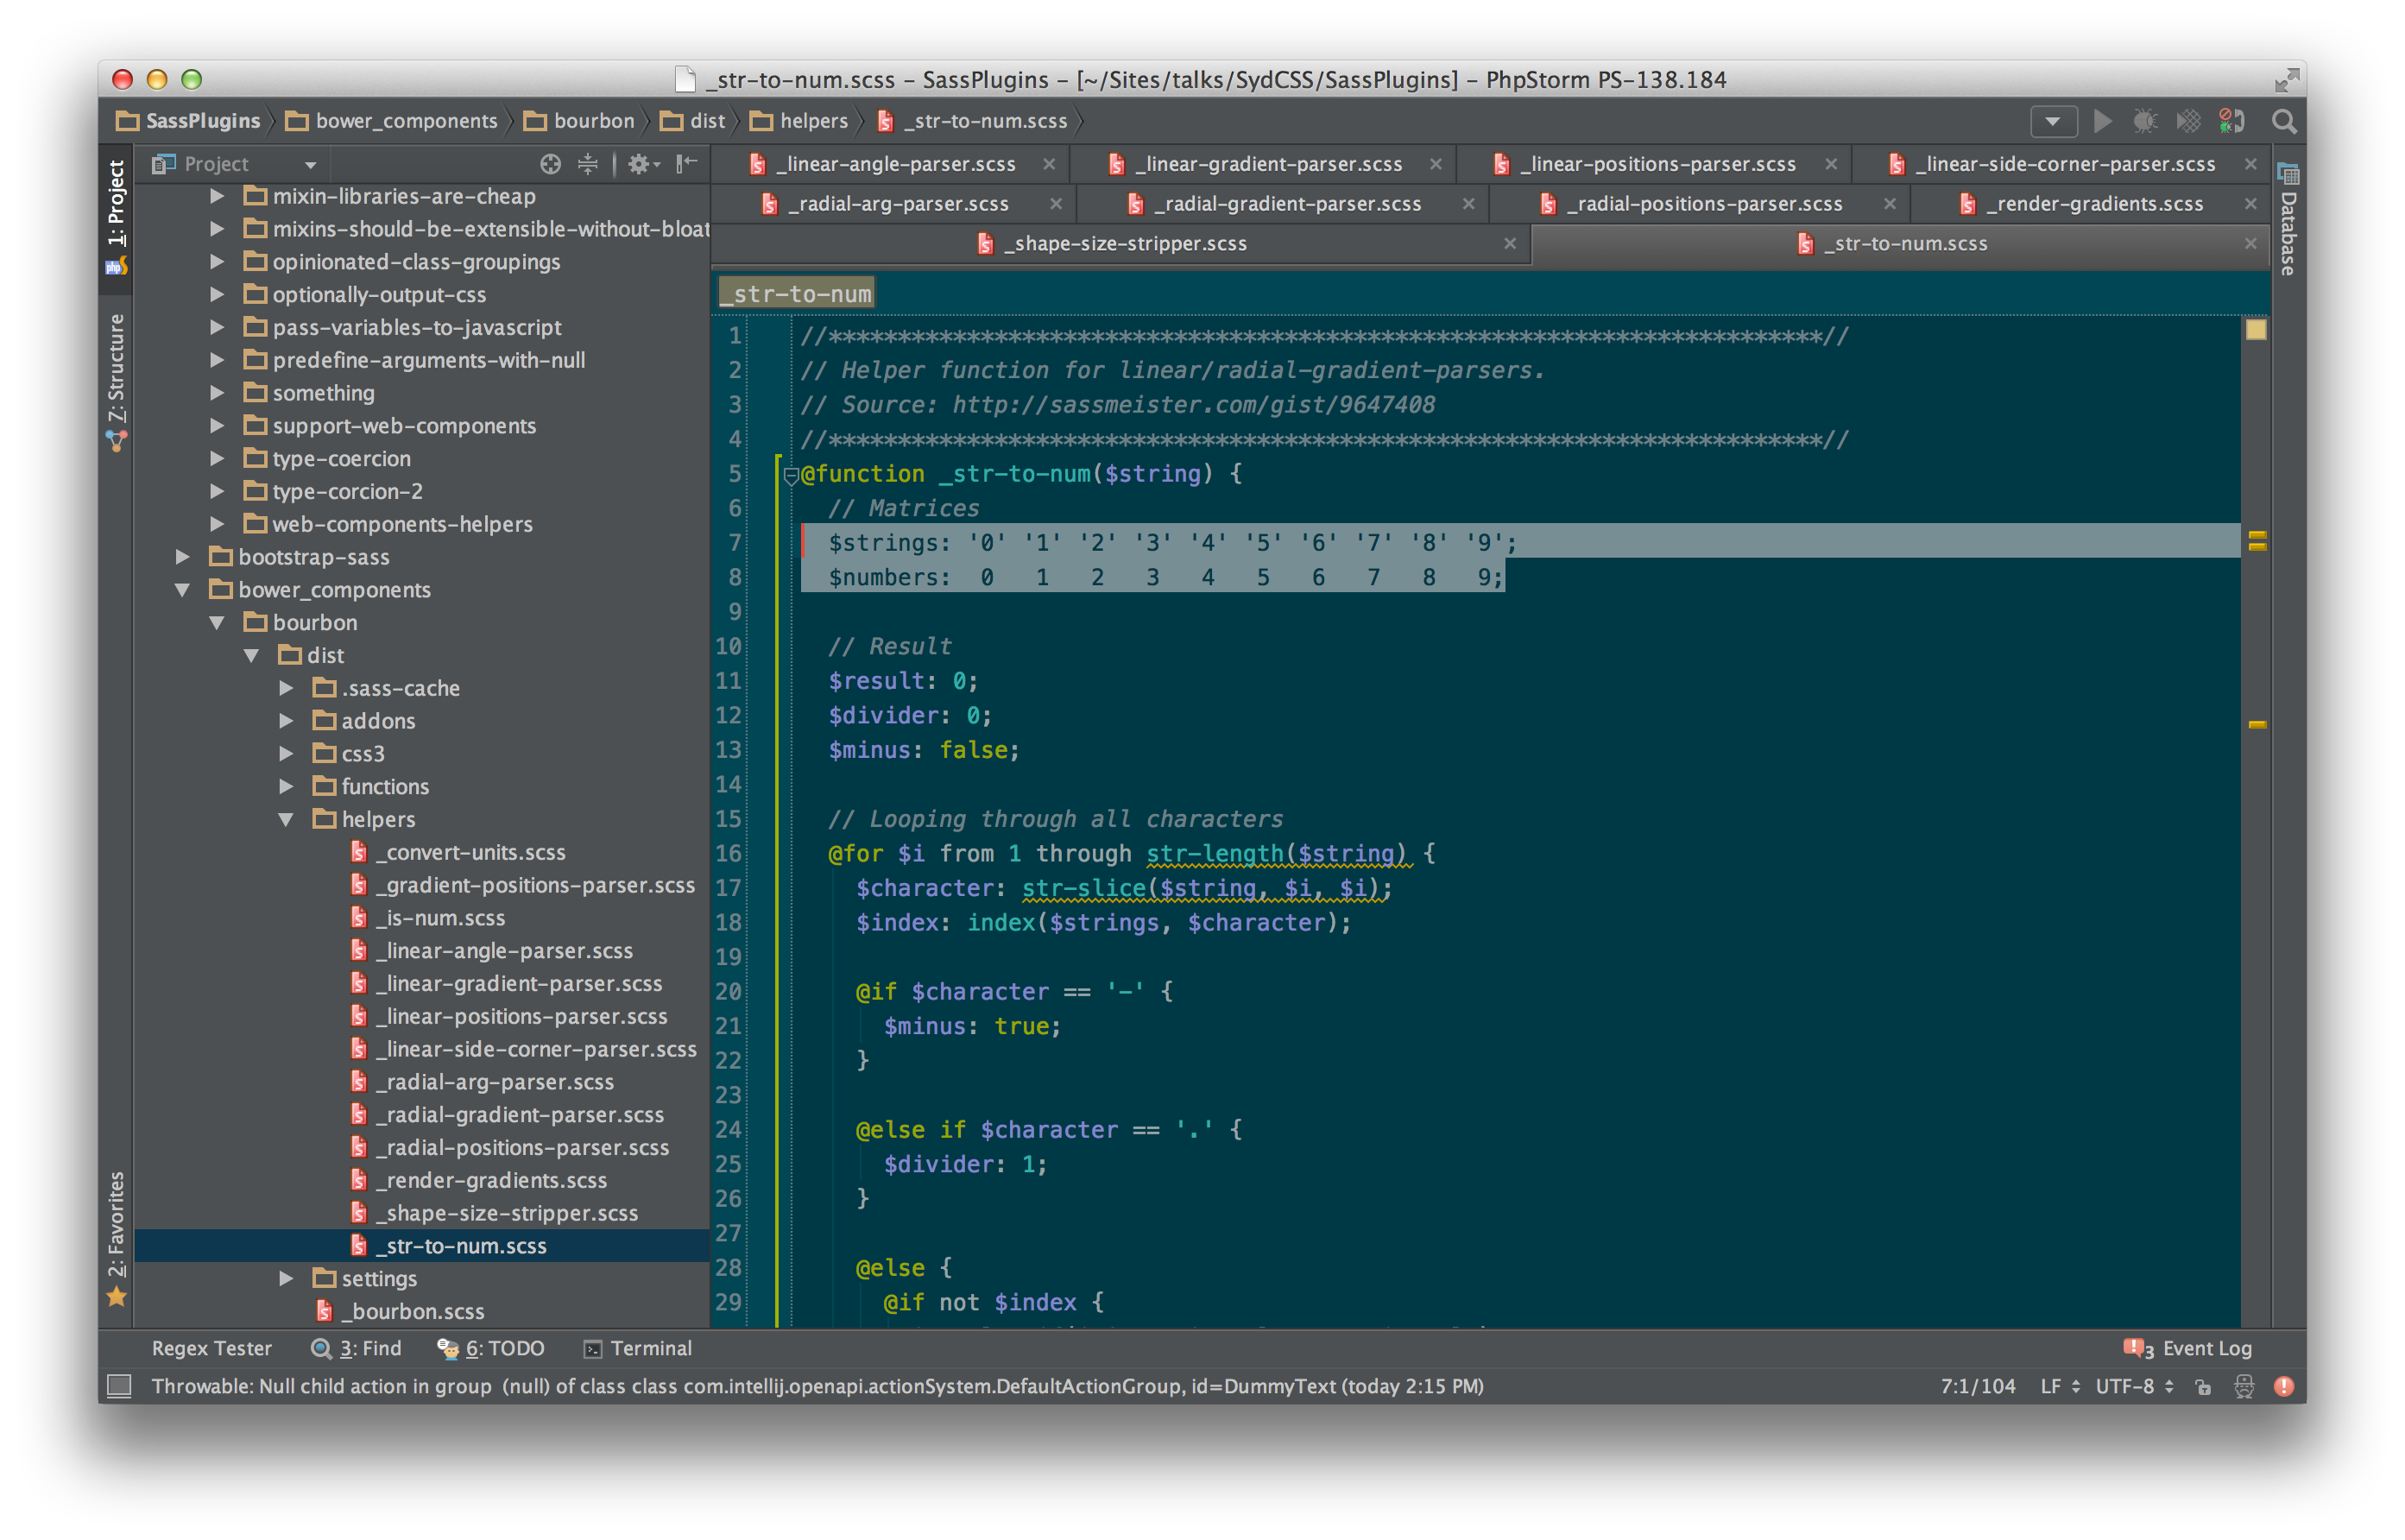 _str-to-num.scss – SassPlugins – [~/Sites/talks/SydCSS/SassPlugins] – PhpStorm PS-138.184
SassPlugins bower_components bourbon dist helpers _str-to-num.scss
1: Project
7: Structure
2: Favorites
Project
mixin-libraries-are-cheap
mixins-should-be-extensible-without-bloat
opinionated-class-groupings
optionally-output-css
pass-variables-to-javascript
predefine-arguments-with-null
something
support-web-components
type-coercion
type-corcion-2
web-components-helpers
bootstrap-sass
bower_components
bourbon
dist
.sass-cache
addons
css3
functions
helpers
_convert-units.scss
_gradient-positions-parser.scss
_is-num.scss
_linear-angle-parser.scss
_linear-gradient-parser.scss
_linear-positions-parser.scss
_linear-side-corner-parser.scss
_radial-arg-parser.scss
_radial-gradient-parser.scss
_radial-positions-parser.scss
_render-gradients.scss
_shape-size-stripper.scss
_str-to-num.scss
settings
_bourbon.scss
_linear-angle-parser.scss _linear-gradient-parser.scss _linear-positions-parser.scss _linear-side-corner-parser.scss
_radial-arg-parser.scss _radial-gradient-parser.scss _radial-positions-parser.scss _render-gradients.scss
_shape-size-stripper.scss _str-to-num.scss
Database
_str-to-num
1 //************************************************************************//
2 // Helper function for linear/radial-gradient-parsers.
3 // Source: http://sassmeister.com/gist/9647408
4 //************************************************************************//
5 @function _str-to-num($string) {
6 // Matrices
7 $strings: '0' '1' '2' '3' '4' '5' '6' '7' '8' '9';
8 $numbers: 0 1 2 3 4 5 6 7 8 9;
9
10 // Result
11 $result: 0;
12 $divider: 0;
13 $minus: false;
14
15 // Looping through all characters
16 @for $i from 1 through str-length($string) {
17 $character: str-slice($string, $i, $i);
18 $index: index($strings, $character);
19
20 @if $character == '-' {
21 $minus: true;
22 }
23
24 @else if $character == '.' {
25 $divider: 1;
26 }
27
28 @else {
29 @if not $index {
Regex Tester 3: Find 6: TODO Terminal 3 Event Log
Throwable: Null child action in group (null) of class class com.intellij.openapi.actionSystem.DefaultActionGroup, id=DummyText (today 2:15 PM) 7:1/104 LF UTF-8